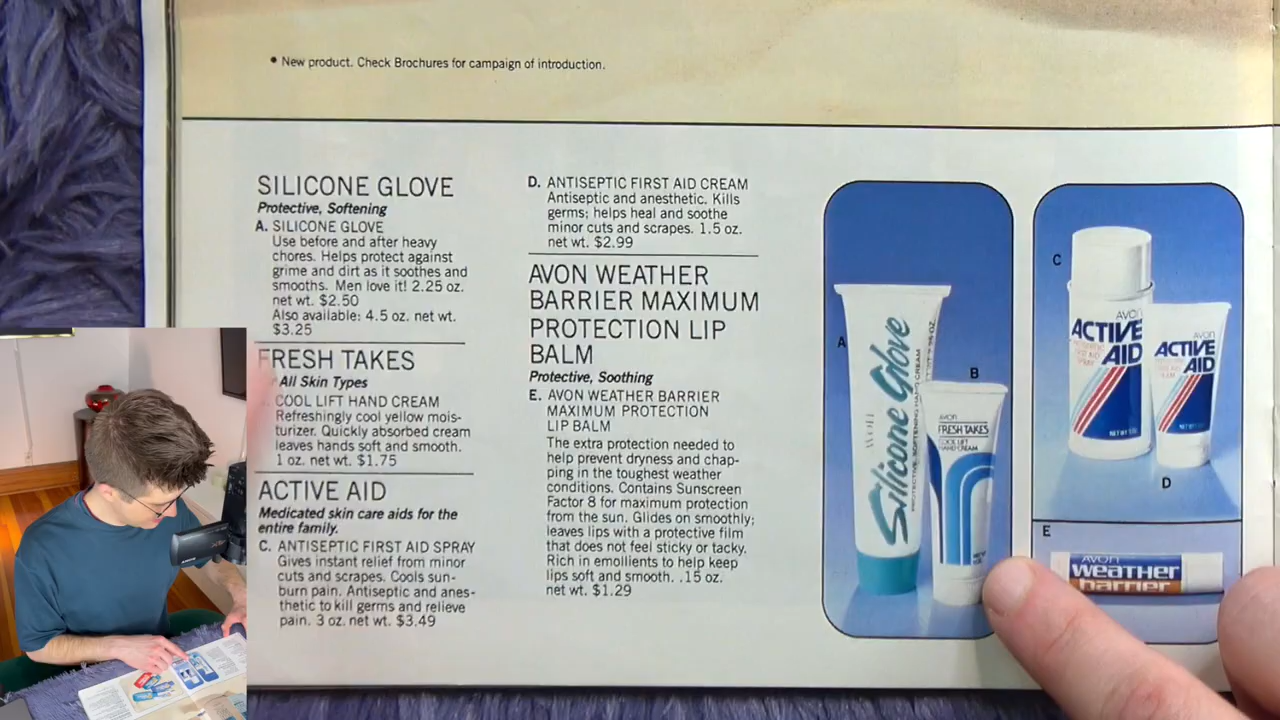 • New product. Check Brochures for campaign of introduction.
SILICONE GLOVE
Protective, Softening
A. SILICONE GLOVE
Use before and after heavy
chores. Helps protect against
grime and dirt as it soothes and
smooths. Men love it! 2.25 oz.
net wt. $2.50
Also available: 4.5 oz. net wt.
$3.25
FRESH TAKES
All Skin Types
COOL LIFT HAND CREAM
Refreshingly cool yellow mois-
turizer. Quickly absorbed cream
leaves hands soft and smooth.
1 oz. net wt. $1.75
ACTIVE AID
Medicated skin care aids for the
entire family.
C. ANTISEPTIC FIRST AID SPRAY
Gives instant relief from minor
cuts and scrapes. Cools sun-
burn pain. Antiseptic and anes-
thetic to kill germs and relieve
pain. 3 oz. net wt. $3.49
D. ANTISEPTIC FIRST AID CREAM
Antiseptic and anesthetic. Kills
germs; helps heal and soothe
minor cuts and scrapes. 1.5 oz.
net wt. $2.99
AVON WEATHER
BARRIER MAXIMUM
PROTECTION LIP
BALM
Protective, Soothing
E. AVON WEATHER BARRIER
MAXIMUM PROTECTION
LIP BALM
The extra protection needed to
help prevent dryness and chap-
ping in the toughest weather
conditions. Contains Sunscreen
Factor 8 for maximum protection
from the sun. Glides on smoothly;
leaves lips with a protective film
that does not feel sticky or tacky.
Rich in emollients to help keep
lips soft and smooth. .15 oz.
net wt. $1.29
A
AVON
Silicone Glove
PROTECTIVE, SOFTENING HAND CREAM
B
AVON
FRESH TAKES
COOL LIFT
HAND CREAM
C
AVON
ACTIVE
AID
AVON
ACTIVE
AID
D
E
AVON
weather
barrier